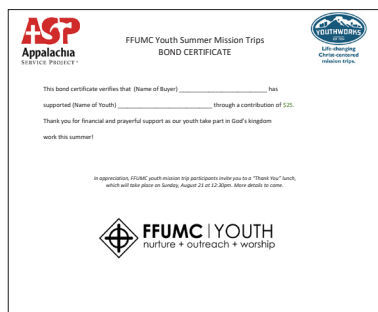 ASP
Appalachia
SERVICE PROJECT
FFUMC Youth Summer Mission Trips
BOND CERTIFICATE
YOUTHWORKS
Life-changing
Christ-centered
mission trips.
This bond certificate verifies that (Name of Buyer) ____________________________ has
supported (Name of Youth) ______________________________ through a contribution of $25.
Thank you for financial and prayerful support as our youth take part in God's kingdom
work this summer!
In appreciation, FFUMC youth mission trip participants invite you to a "Thank You" lunch,
which will take place on Sunday, August 21 at 12:30pm. More details to come.
FFUMC | YOUTH
nurture + outreach + worship